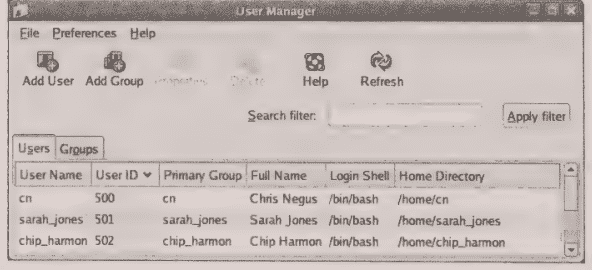 User Manager
File Preferences Help
Add User Add Group Properties Delete Help Refresh
Search filter: Apply filter
Users Groups
User Name User ID Primary Group Full Name Login Shell Home Directory
cn 500 cn Chris Negus /bin/bash /home/cn
sarah_jones 501 sarah_jones Sarah Jones /bin/bash /home/sarah_jones
chip_harmon 502 chip_harmon Chip Harmon /bin/bash /home/chip_harmon